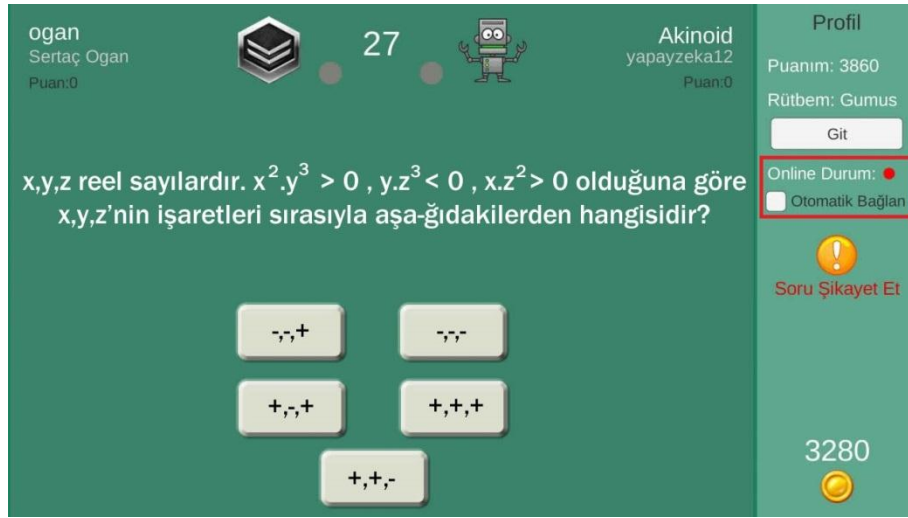 ogan
Sertaç Ogan
Puan:0
27
Akinoid
yapayzeka12
Puan:0
x,y,z reel sayılardır. x².y³ > 0 , y.z³< 0 , x.z²> 0 olduğuna göre
x,y,z'nin işaretleri sırasıyla aşa-ğıdakilerden hangisidir?
-,-,+
-,-,-
+,-,+
+,+,+
+,+,-
Profil
Puanım: 3860
Rütbem: Gumus
Git
Online Durum:
Otomatik Bağlan
Soru Şikayet Et
3280